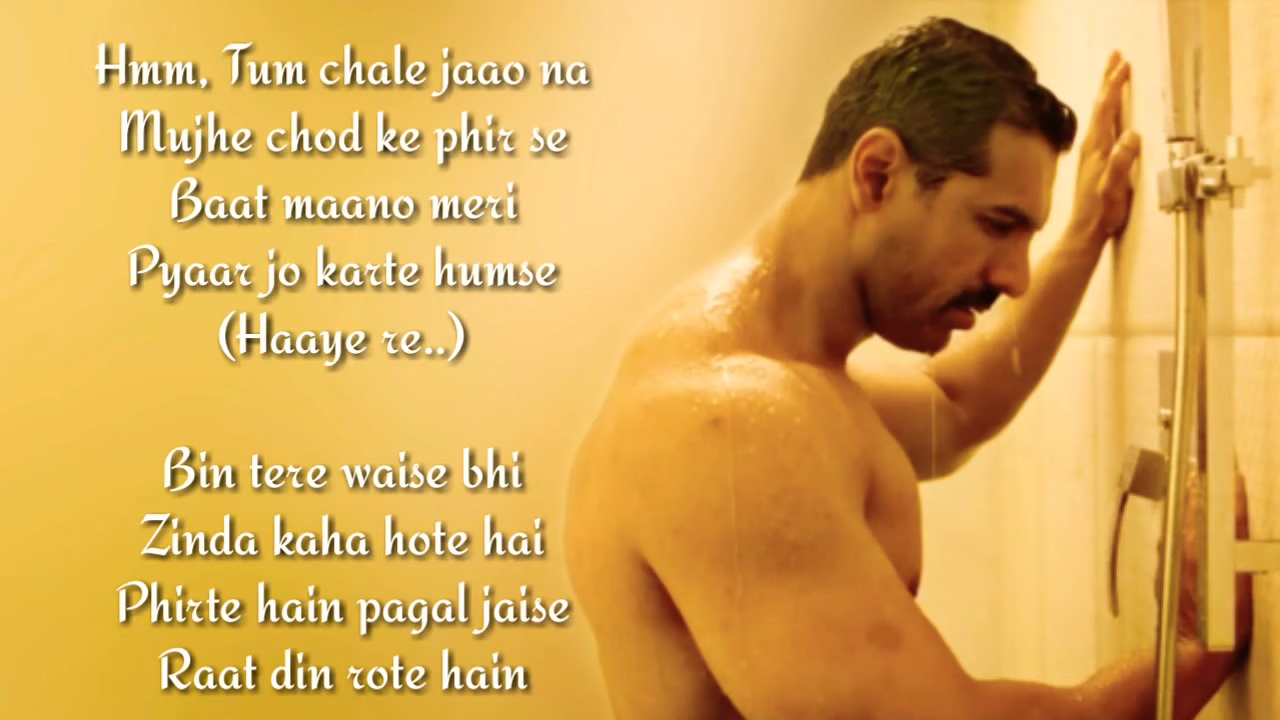 Hmm, Tum chale jaao na
Mujhe chod ke phir se
Baat maano meri
Pyaar jo karte humse
(Haaye re..)
Bin tere waise bhi
Zinda kaha hote hai
Phirte hain pagal jaise
Raat din rote hain